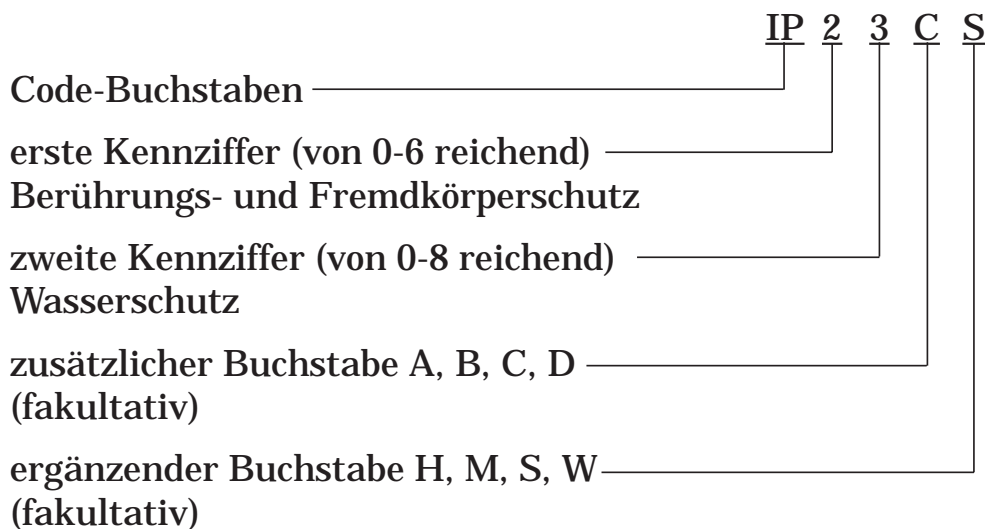 IP 2 3 C S
Code-Buchstaben
erste Kennziffer (von 0-6 reichend)
Berührungs- und Fremdkörperschutz
zweite Kennziffer (von 0-8 reichend)
Wasserschutz
zusätzlicher Buchstabe A, B, C, D
(fakultativ)
ergänzender Buchstabe H, M, S, W
(fakultativ)